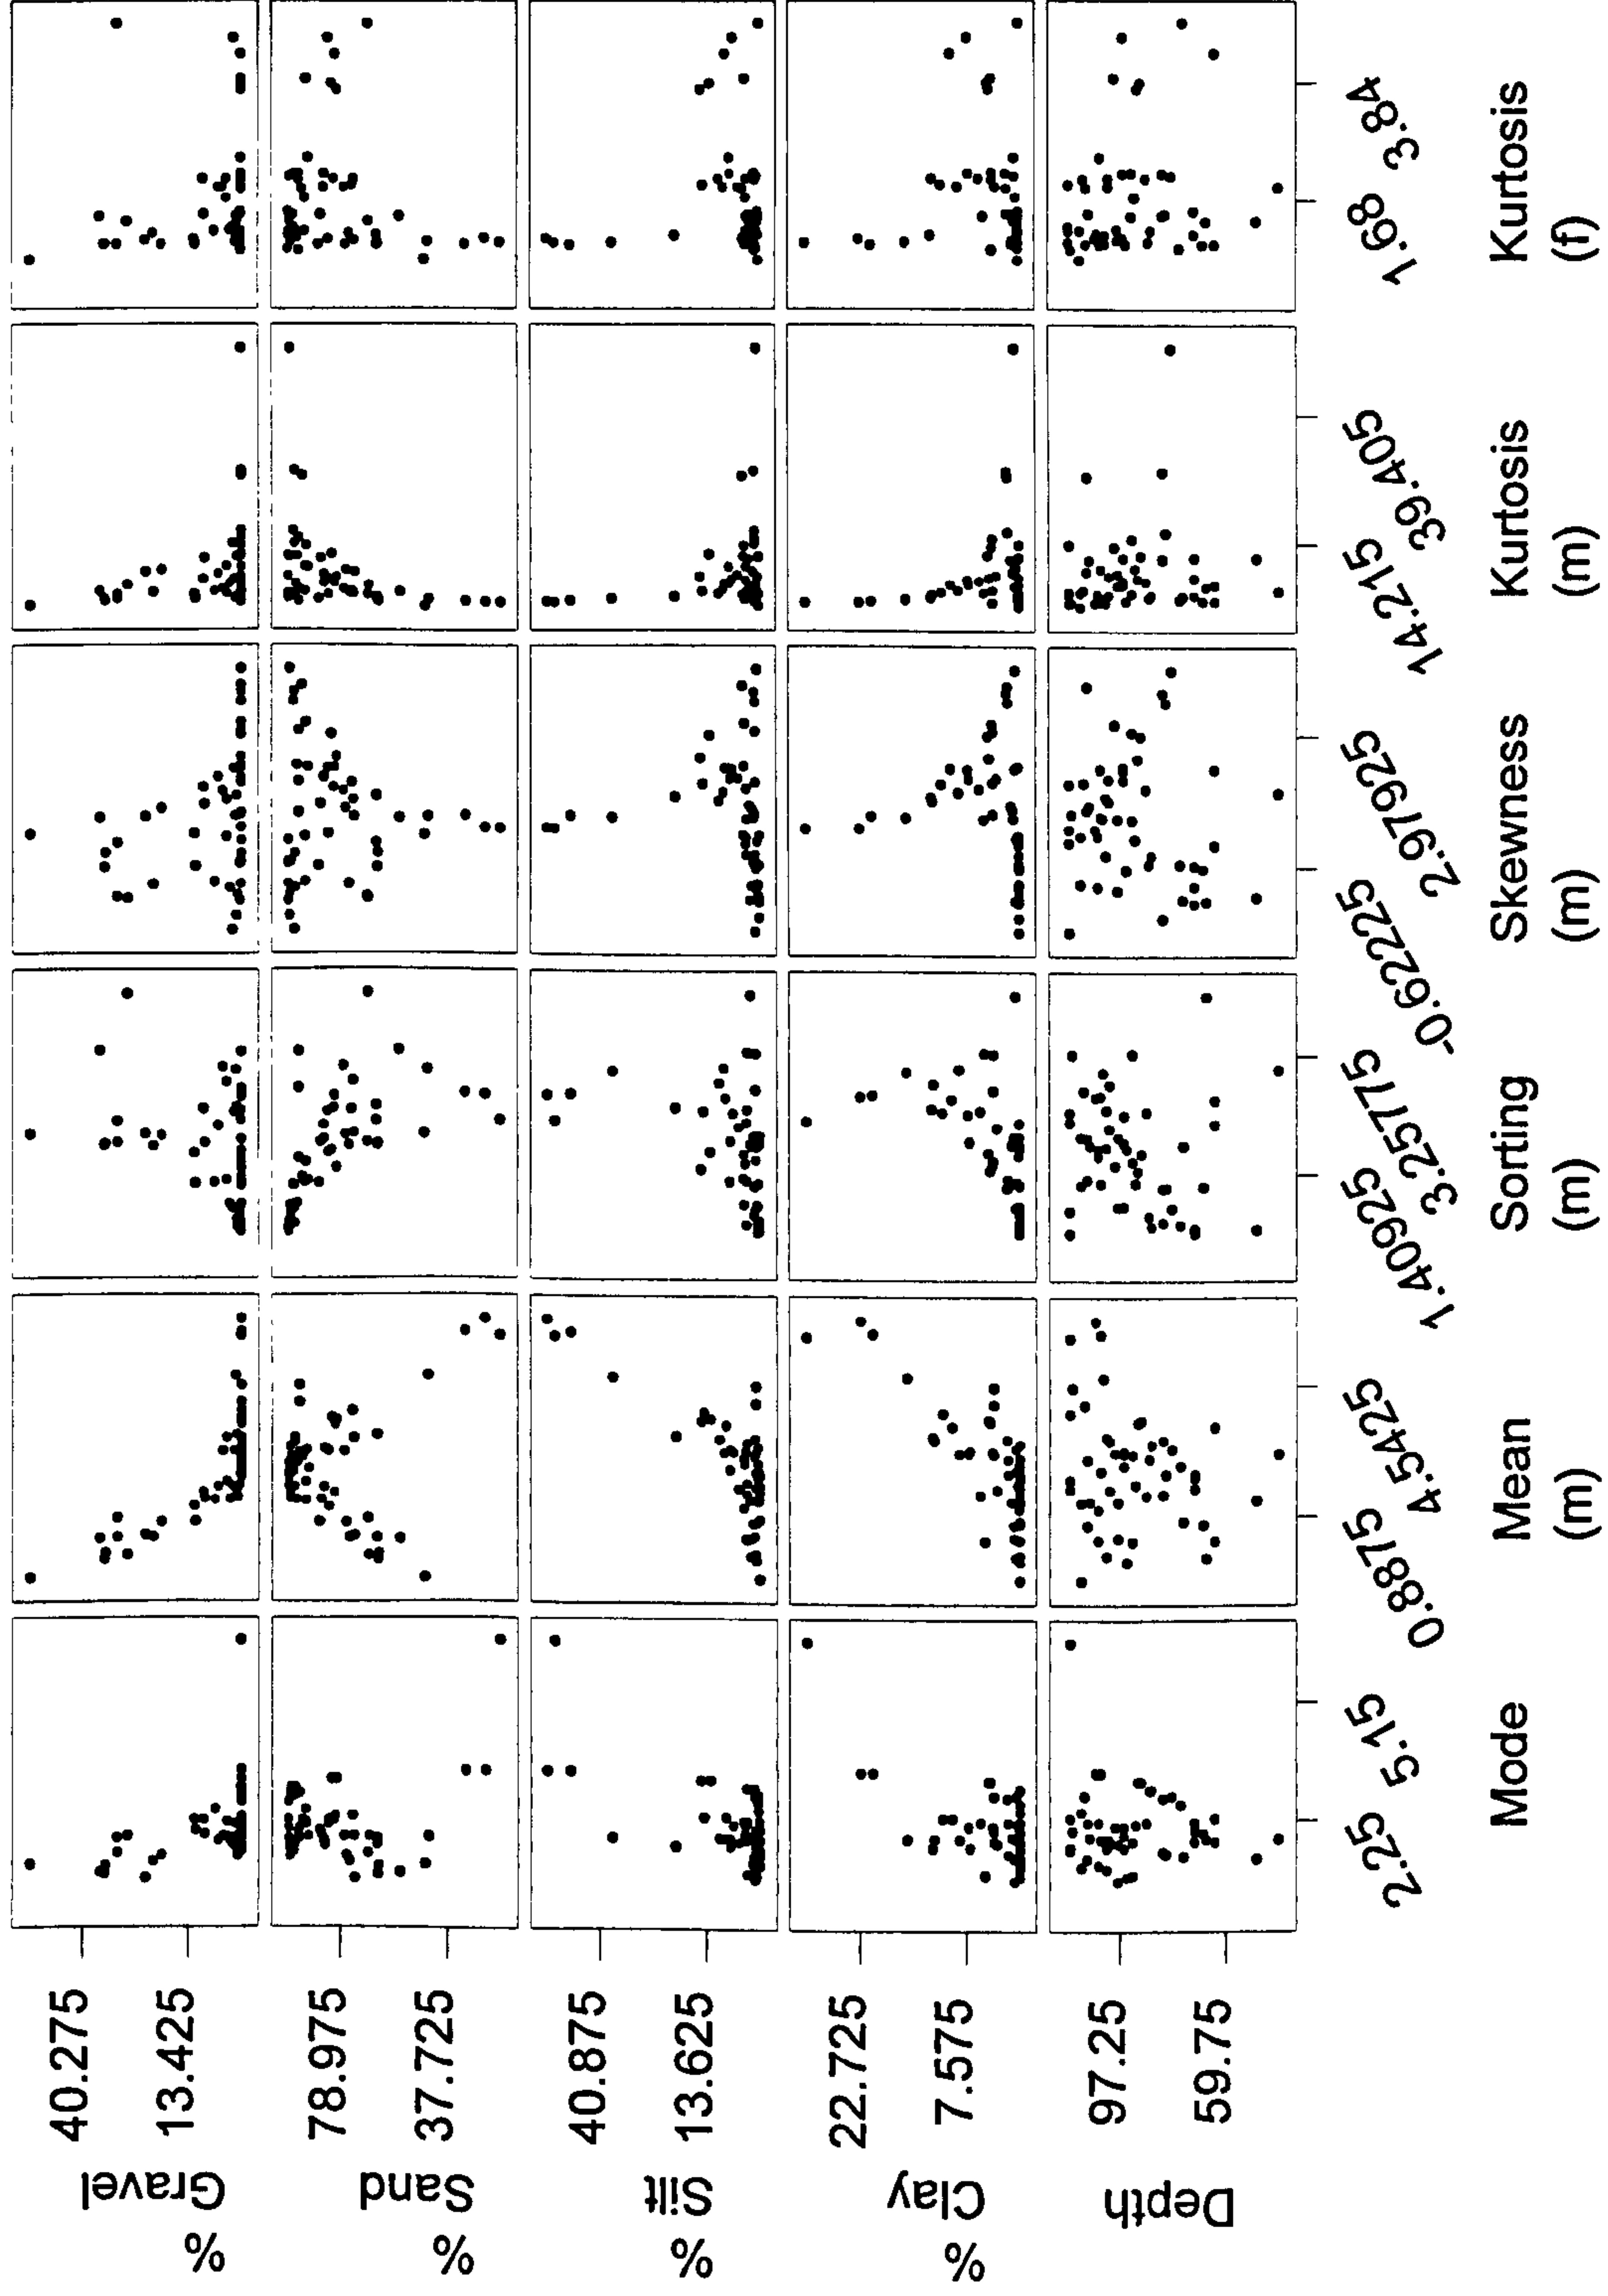 % Gravel
40.275
13.425
% Sand
78.975
37.725
% Silt
40.875
13.625
% Clay
22.725
7.575
Depth
97.25
59.75
2.25 5.15
0.8875 4.5425
1.40925 3.25775
-0.62225 2.97925
14.215 39.405
1.68 3.84
Mode
Mean
(m)
Sorting
(m)
Skewness
(m)
Kurtosis
(m)
Kurtosis
(f)